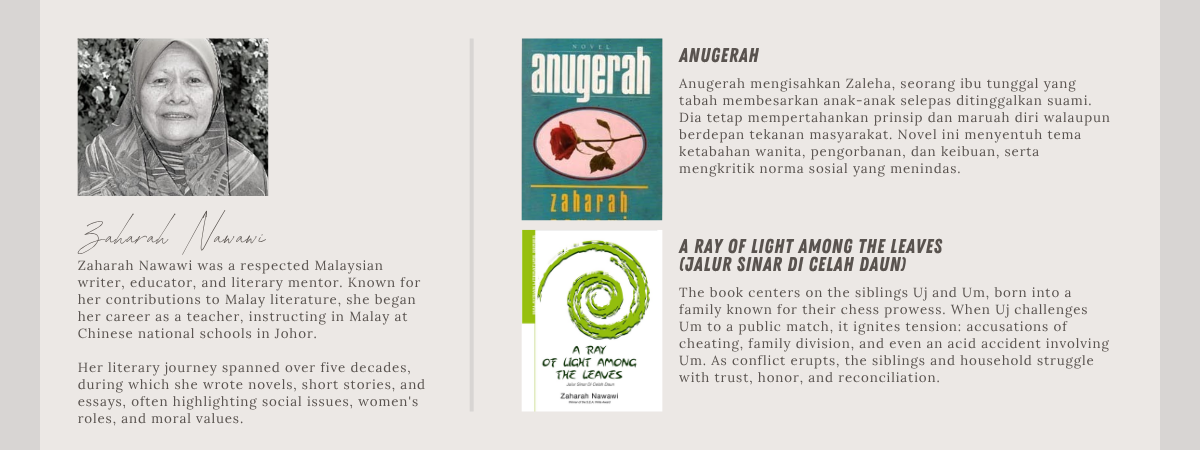 Zaharah Nawawi
Zaharah Nawawi was a respected Malaysian
writer, educator, and literary mentor. Known for
her contributions to Malay literature, she began
her career as a teacher, instructing in Malay at
Chinese national schools in Johor.
Her literary journey spanned over five decades,
during which she wrote novels, short stories, and
essays, often highlighting social issues, women's
roles, and moral values.
NOVEL
anugerah
zaharah
ANUGERAH
Anugerah mengisahkan Zaleha, seorang ibu tunggal yang
tabah membesarkan anak-anak selepas ditinggalkan suami.
Dia tetap mempertahankan prinsip dan maruah diri walaupun
berdepan tekanan masyarakat. Novel ini menyentuh tema
ketabahan wanita, pengorbanan, dan keibuan, serta
mengkritik norma sosial yang menindas.
A RAY
OF LIGHT AMONG
THE LEAVES
Jalur Sinar Di Celah Daun
Zaharah Nawawi
A RAY OF LIGHT AMONG THE LEAVES
(JALUR SINAR DI CELAH DAUN)
The book centers on the siblings Uj and Um, born into a
family known for their chess prowess. When Uj challenges
Um to a public match, it ignites tension: accusations of
cheating, family division, and even an acid accident involving
Um. As conflict erupts, the siblings and household struggle
with trust, honor, and reconciliation.